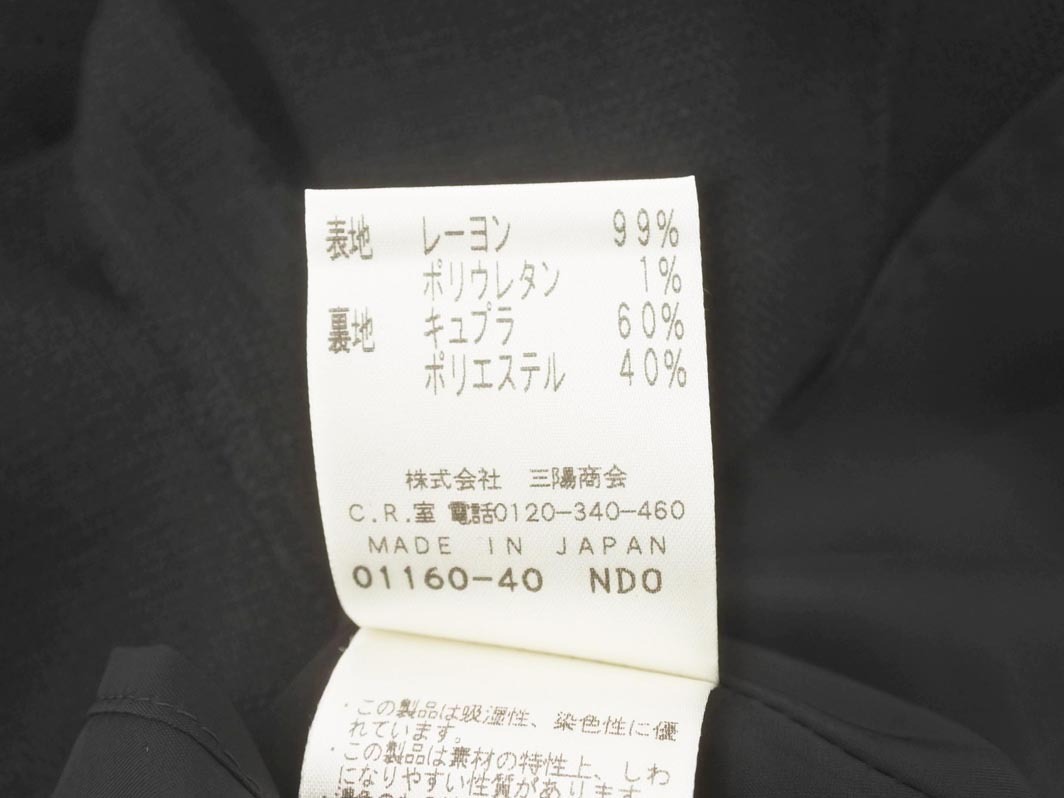 表地 レーヨン 99%
ポリウレタン 1%
裏地 キュプラ 60%
ポリエステル 40%
株式会社 三陽商会
C.R.室 電話0120-340-460
MADE IN JAPAN
01160-40 NDO
・この製品は吸湿性、染色性に優
れています。
・この製品は素材の特性上、しわ
になりやすい性質があります。